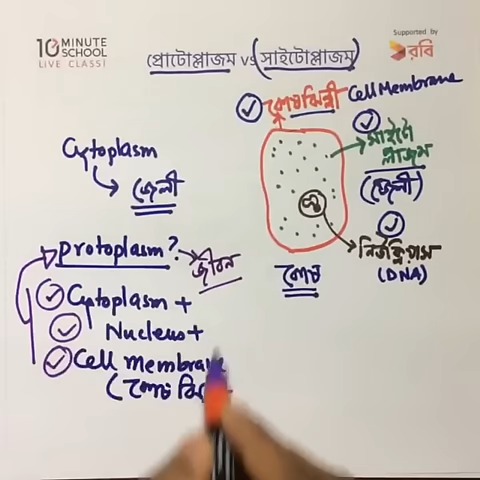 10 MINUTE SCHOOL
LIVE CLASS!
Supported by
রবি
প্রোটোপ্লাজম vs (সাইটোপ্লাজম)
কোষঝিল্লী Cell Membrane
Cytoplasm
জেলী
সাইটো
প্লাজম
(জেলী)
Protoplasm?
জীবন
নিউক্লিয়াস
(DNA)
কোষ
Cytoplasm +
Nucleus +
Cell membrane
(কোষ